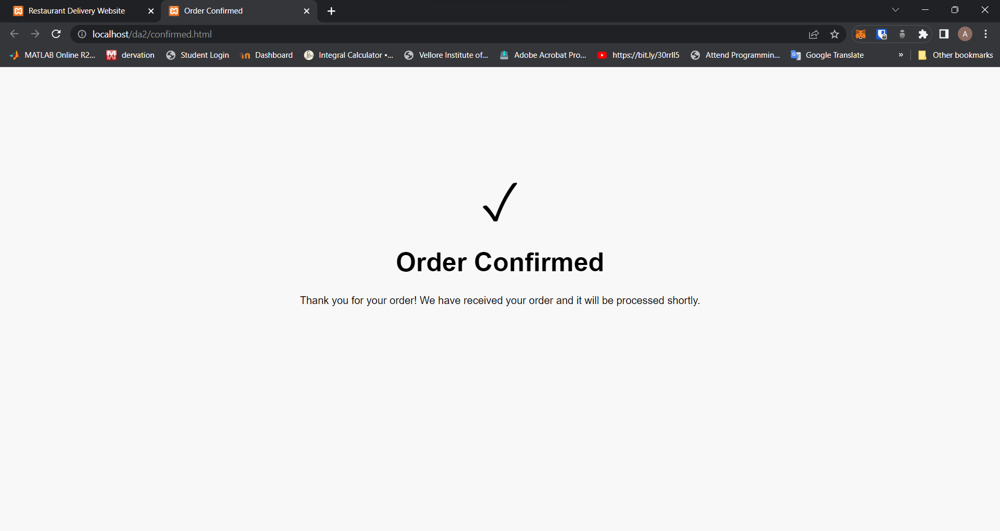 Restaurant Delivery Website
Order Confirmed
localhost/da2/confirmed.html
A
MATLAB Online R2...
dervation
Student Login
Dashboard
Integral Calculator •...
Vellore Institute of...
Adobe Acrobat Pro...
https://bit.ly/30rrlI5
Attend Programmin...
Google Translate
»
Other bookmarks
✓
Order Confirmed
Thank you for your order! We have received your order and it will be processed shortly.